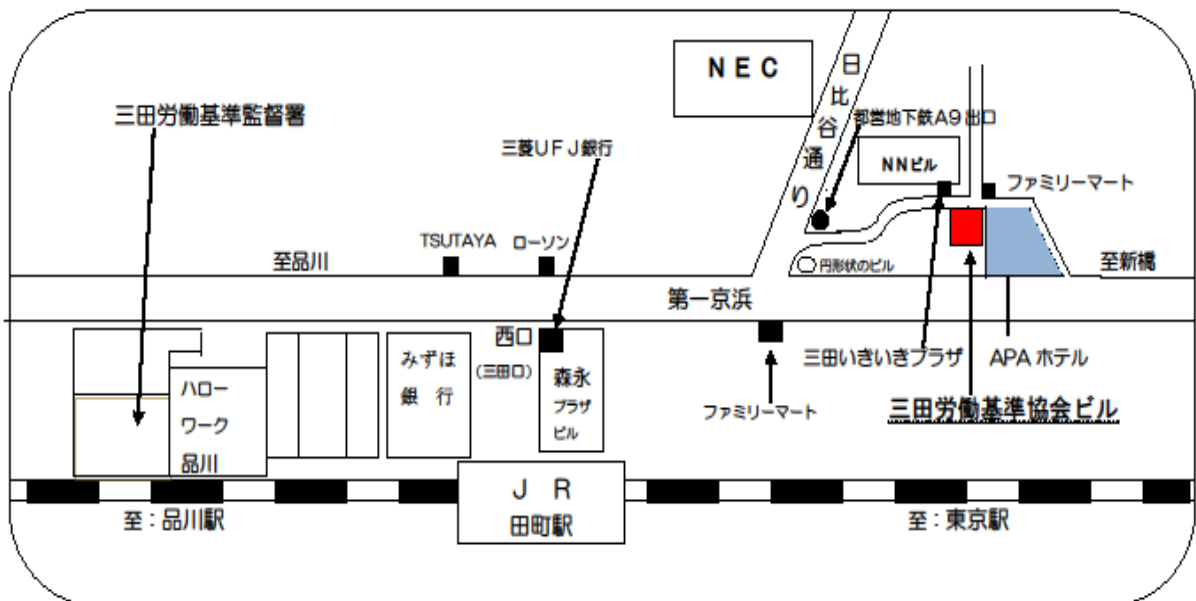 NEC
日比谷通り
三田労働基準監督署
都営地下鉄A9出口
三菱UFJ銀行
NNビル
ファミリーマート
TSUTAYA
ローソン
至品川
円形状のビル
至新橋
第一京浜
西口
(三田口)
みずほ
銀 行
森永
プラザ
ビル
三田いきいきプラザ
APAホテル
ハロー
ワーク
品川
ファミリーマート
三田労働基準協会ビル
JR
田町駅
至：品川駅
至：東京駅